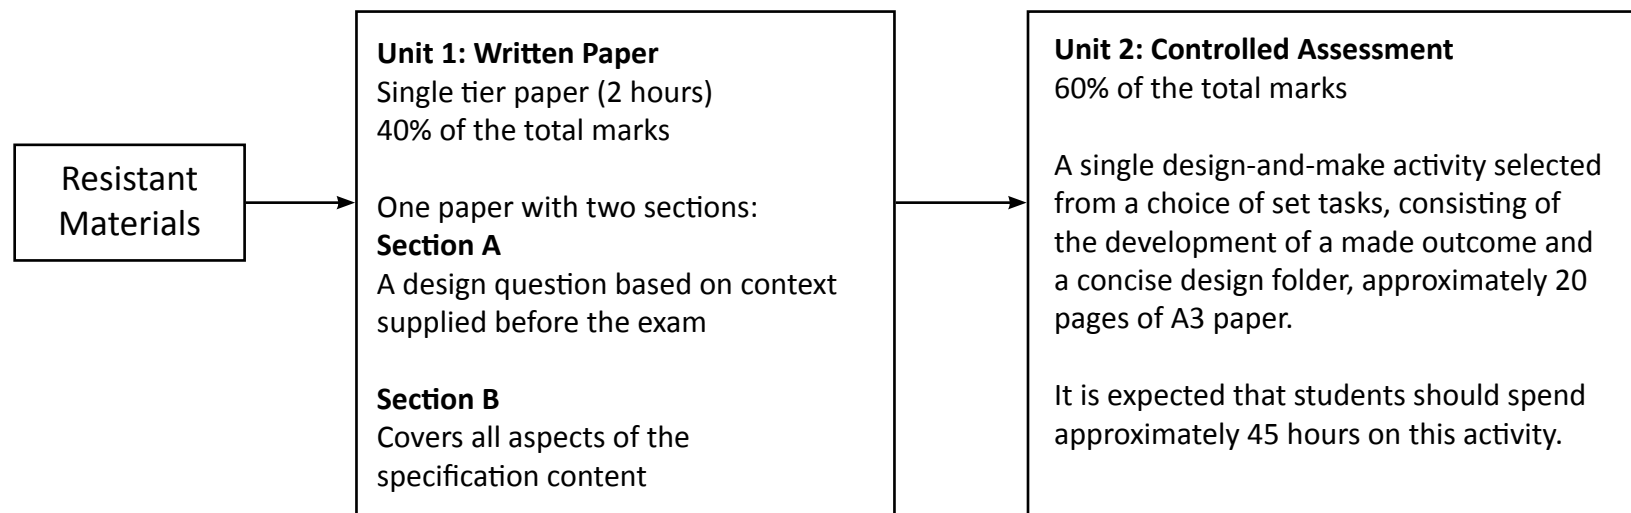 Resistant
Materials
Unit 1: Written Paper
Single tier paper (2 hours)
40% of the total marks
One paper with two sections:
Section A
A design question based on context
supplied before the exam
Section B
Covers all aspects of the
specification content
Unit 2: Controlled Assessment
60% of the total marks
A single design-and-make activity selected
from a choice of set tasks, consisting of
the development of a made outcome and
a concise design folder, approximately 20
pages of A3 paper.
It is expected that students should spend
approximately 45 hours on this activity.